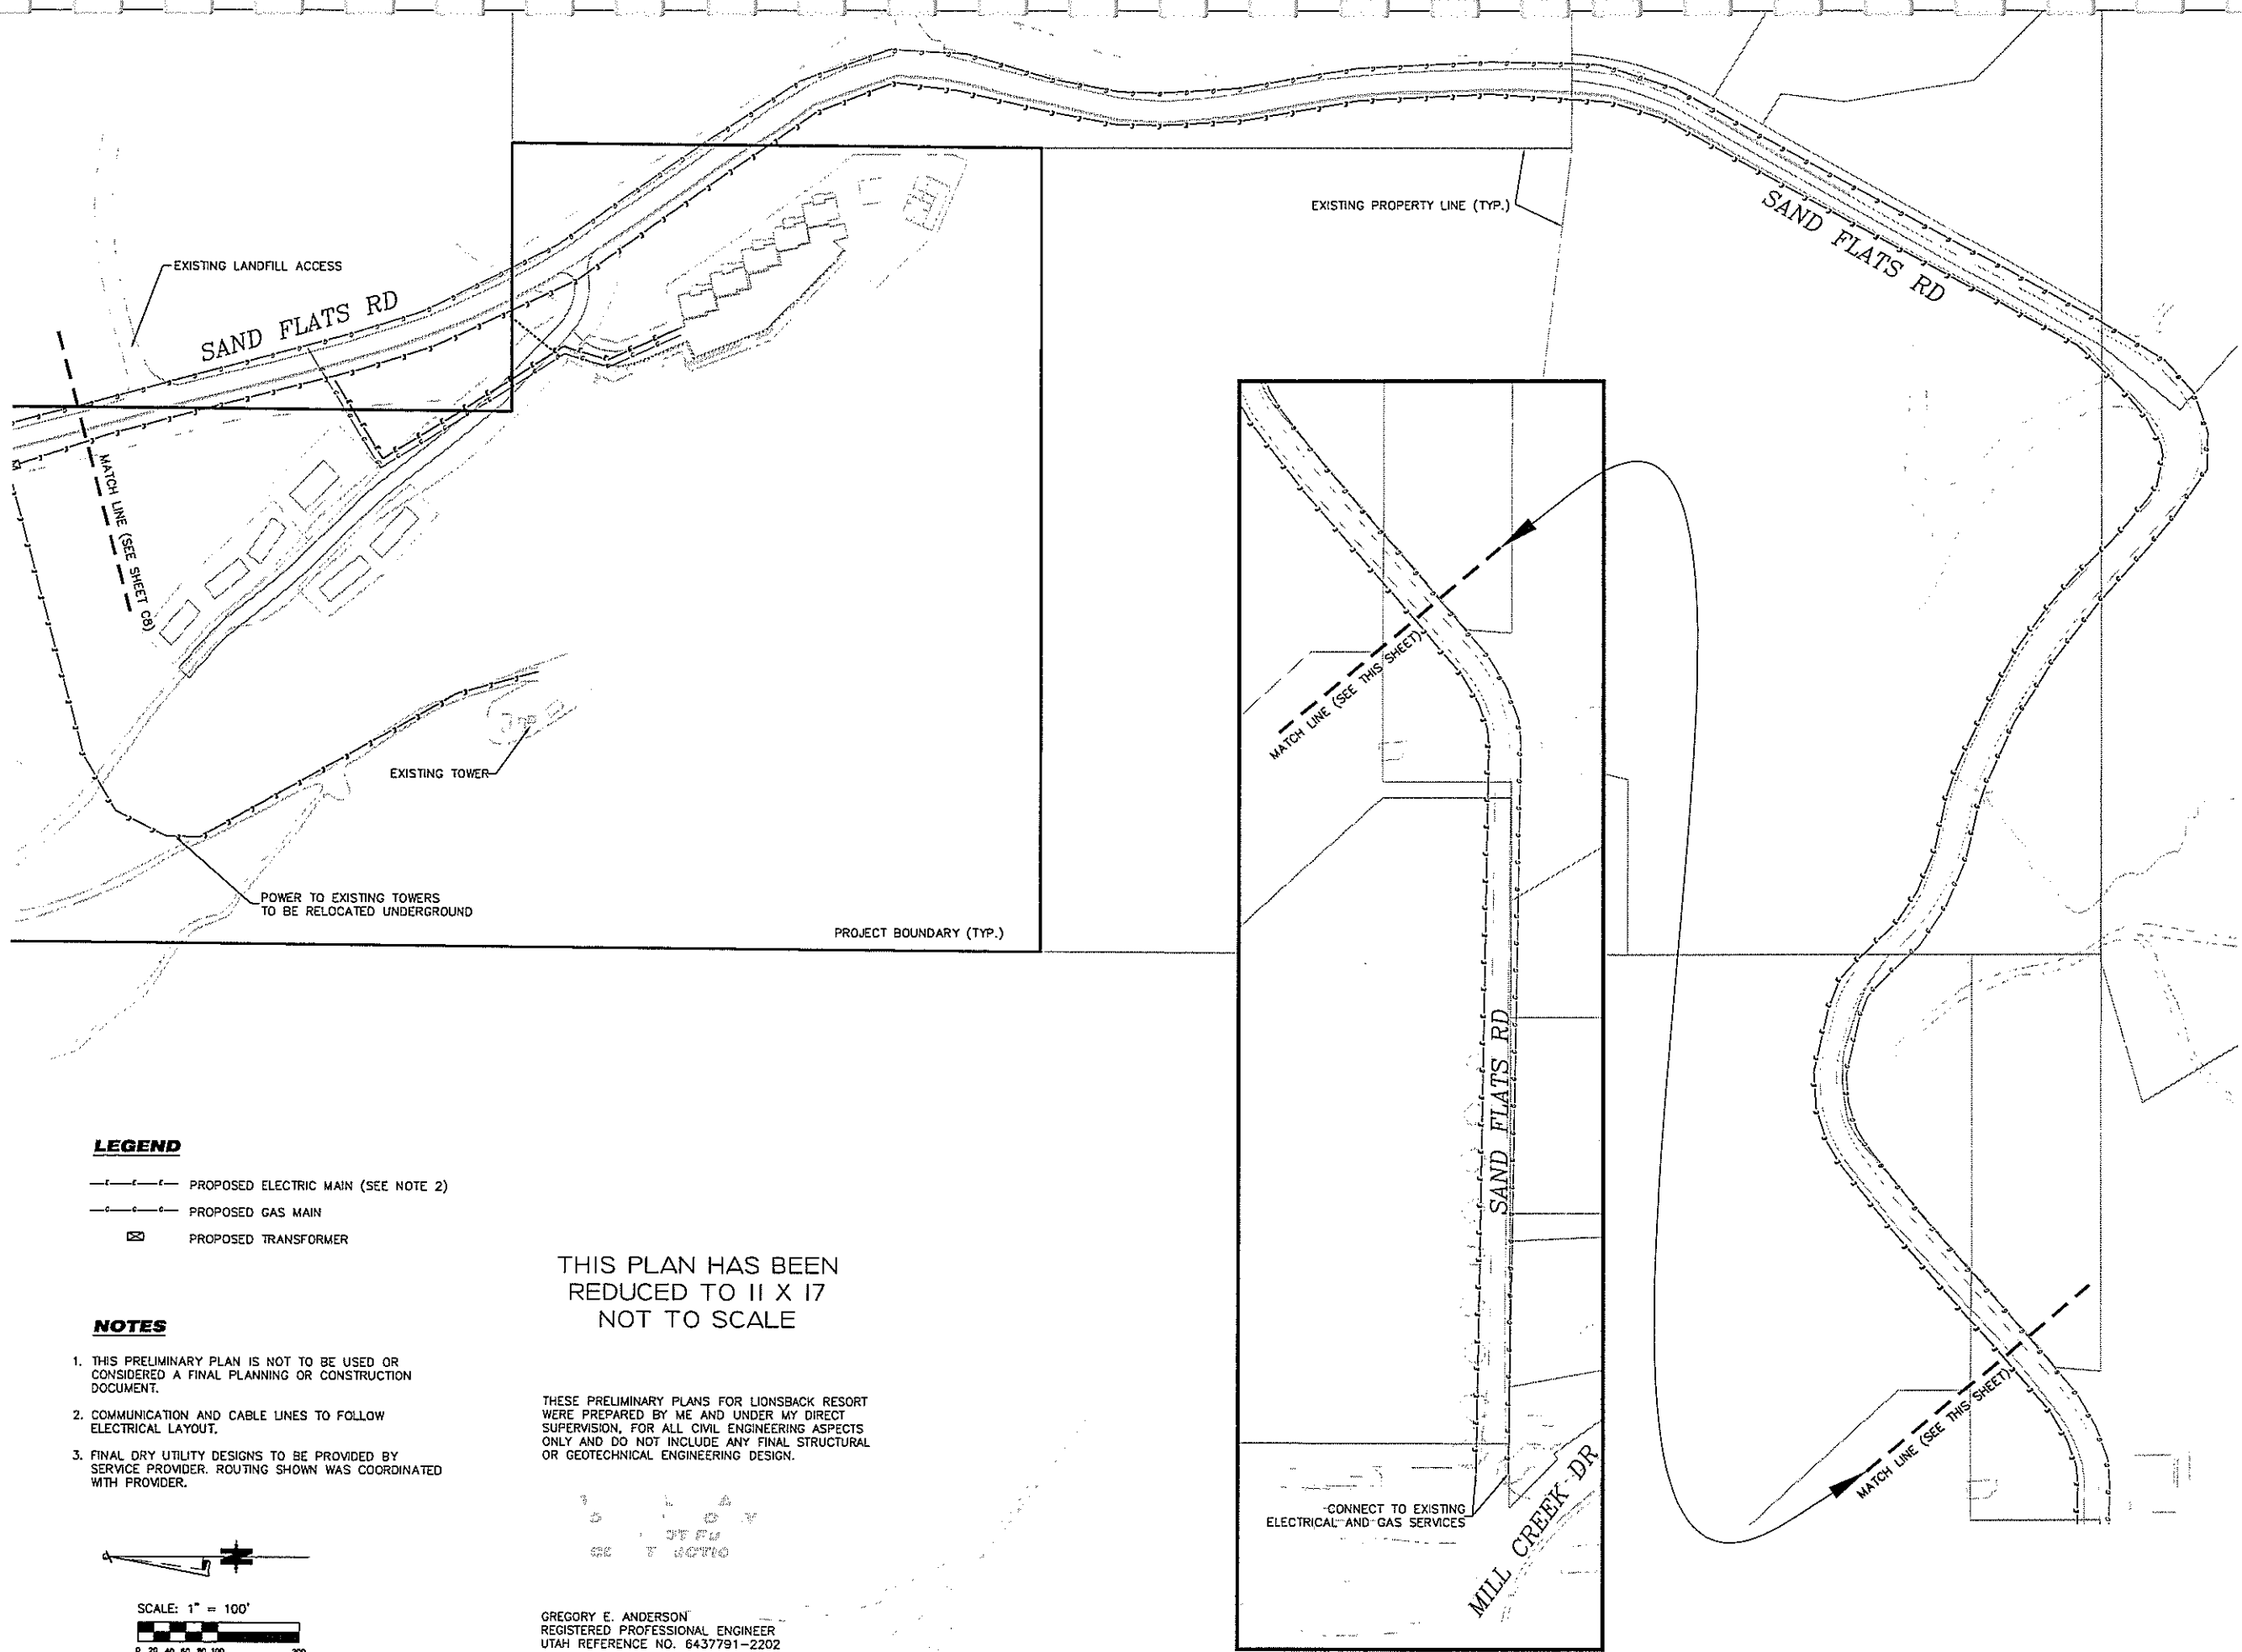 EXISTING LANDFILL ACCESS
SAND FLATS RD
MATCH LINE (SEE SHEET C8)
EXISTING PROPERTY LINE (TYP.)
SAND FLATS RD
MATCH LINE (SEE THIS SHEET)
EXISTING TOWER
POWER TO EXISTING TOWERS
TO BE RELOCATED UNDERGROUND
PROJECT BOUNDARY (TYP.)
SAND FLATS RD
MATCH LINE (SEE THIS SHEET)
CONNECT TO EXISTING
ELECTRICAL AND GAS SERVICES
MILL CREEK DR
LEGEND
PROPOSED ELECTRIC MAIN (SEE NOTE 2)
PROPOSED GAS MAIN
PROPOSED TRANSFORMER
THIS PLAN HAS BEEN
REDUCED TO 11 X 17
NOT TO SCALE
NOTES
1. THIS PRELIMINARY PLAN IS NOT TO BE USED OR
CONSIDERED A FINAL PLANNING OR CONSTRUCTION
DOCUMENT.
2. COMMUNICATION AND CABLE LINES TO FOLLOW
ELECTRICAL LAYOUT.
3. FINAL DRY UTILITY DESIGNS TO BE PROVIDED BY
SERVICE PROVIDER. ROUTING SHOWN WAS COORDINATED
WITH PROVIDER.
THESE PRELIMINARY PLANS FOR LIONSBACK RESORT
WERE PREPARED BY ME AND UNDER MY DIRECT
SUPERVISION, FOR ALL CIVIL ENGINEERING ASPECTS
ONLY AND DO NOT INCLUDE ANY FINAL STRUCTURAL
OR GEOTECHNICAL ENGINEERING DESIGN.
GREGORY E. ANDERSON
REGISTERED PROFESSIONAL ENGINEER
UTAH REFERENCE NO. 6437791-2202
N
SCALE: 1" = 100'
0 20 40 60 80 100 200